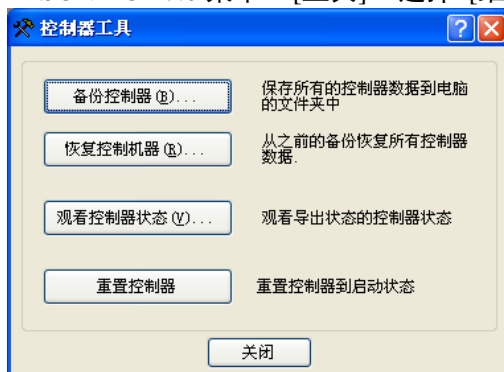 控制器工具
备份控制器(B)...
保存所有的控制器数据到电脑
的文件夹中
恢复控制机器(R)...
从之前的备份恢复所有控制器
数据.
观看控制器状态(V)...
观看导出状态的控制器状态
重置控制器
重置控制器到启动状态
关闭